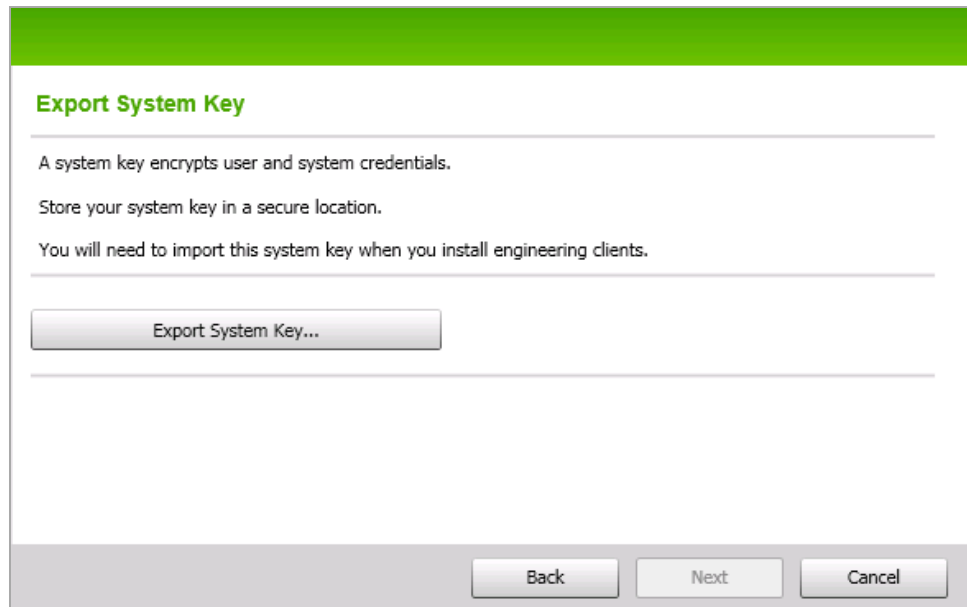 Export System Key
A system key encrypts user and system credentials.
Store your system key in a secure location.
You will need to import this system key when you install engineering clients.
Export System Key...
Back Next Cancel